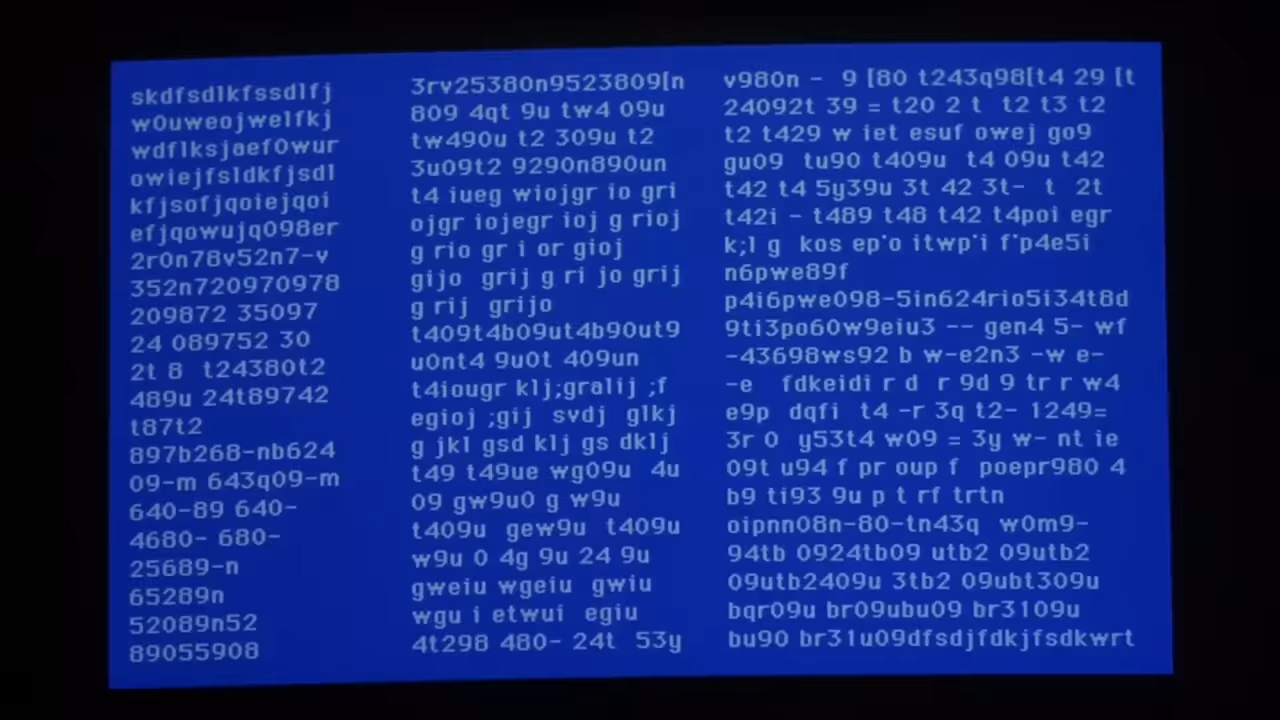 skdfsdlkfssdlfj
w0uweojwelfkj
wdflksjaef0wur
owiejfsldkfjsdl
kfjsofjqoiejqoi
efjqowujq098er
2r0n78v52n7-v
352n720970978
209872 35097
24 089752 30
2t 8 t24380t2
489u 24t89742
t87t2
897b268-nb624
09-m 643q09-m
640-89 640-
4680- 680-
25689-n
65289n
52089n52
89055908
3rv25380n9523809[n
809 4qt 9u tw4 09u
tw490u t2 309u t2
3u09t2 9290n890un
t4 iueg wiojgr io gri
ojgr iojegr ioj g rioj
g rio gr i or gioj
gijo grij g ri jo grij
g rij grijo
t409t4b09ut4b90ut9
u0nt4 9u0t 409un
t4iougr klj;gralij ;f
egioj ;gij svdj glkj
g jkl gsd klj gs dklj
t49 t49ue wg09u 4u
09 gw9u0 g w9u
t409u gew9u t409u
w9u 0 4g 9u 24 9u
gweiu wgeiu gwiu
wgu i etwui egiu
4t298 480- 24t 53y
v980n - 9 [80 t243q98[t4 29 [t
24092t 39 = t20 2 t t2 t3 t2
t2 t429 w iet esuf owej go9
gu09 tu90 t409u t4 09u t42
t42 t4 5y39u 3t 42 3t- t 2t
t42i - t489 t48 t42 t4poi egr
k;l g kos ep'o itwp'i f'p4e5i
n6pwe89f
p4i6pwe098-5in624rio5i34t8d
9ti3po60w9eiu3 -- gen4 5- wf
-43698ws92 b w-e2n3 -w e-
-e fdkeidi r d r 9d 9 tr r w4
e9p dqfi t4 -r 3q t2- 1249=
3r 0 y53t4 w09 = 3y w- nt ie
09t u94 f pr oup f poepr980 4
b9 ti93 9u p t rf trtn
oipnn08n-80-tn43q w0m9-
94tb 0924tb09 utb2 09utb2
09utb2409u 3tb2 09ubt309u
bqr09u br09ubu09 br3109u
bu90 br31u09dfsdjfdkjfsdkwrt